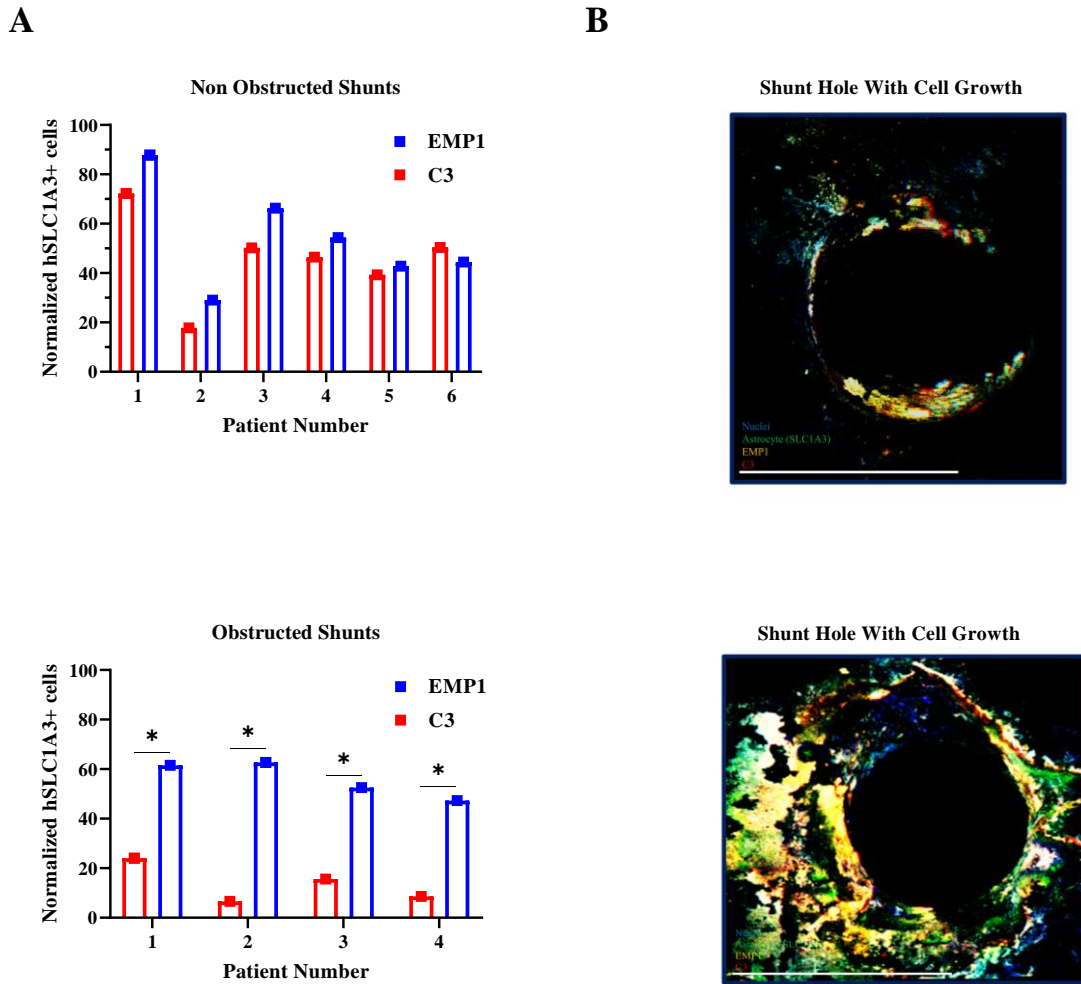 A
B
Non Obstructed Shunts
Shunt Hole With Cell Growth
Normalized hSLC1A3+ cells
100
80
60
40
20
0
EMP1
C3
1 2 3 4 5 6
Patient Number
Nuclei
Astrocyte (SLC1A3)
EMP1
C3
Obstructed Shunts
Shunt Hole With Cell Growth
Normalized hSLC1A3+ cells
100
80
60
40
20
0
EMP1
C3
* * * *
1 2 3 4
Patient Number
C3